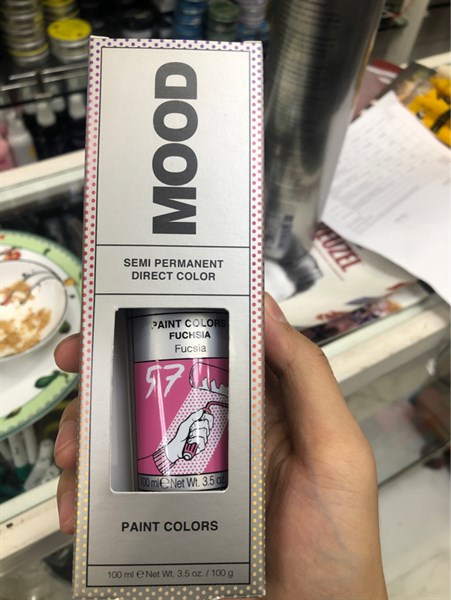 MOOD
SEMI PERMANENT
DIRECT COLOR
PAINT COLORS
FUCHSIA
Fucsia
97
100 ml ℮ Net Wt. 3.5 oz
PAINT COLORS
100 ml ℮ Net Wt. 3.5 oz. / 100 g